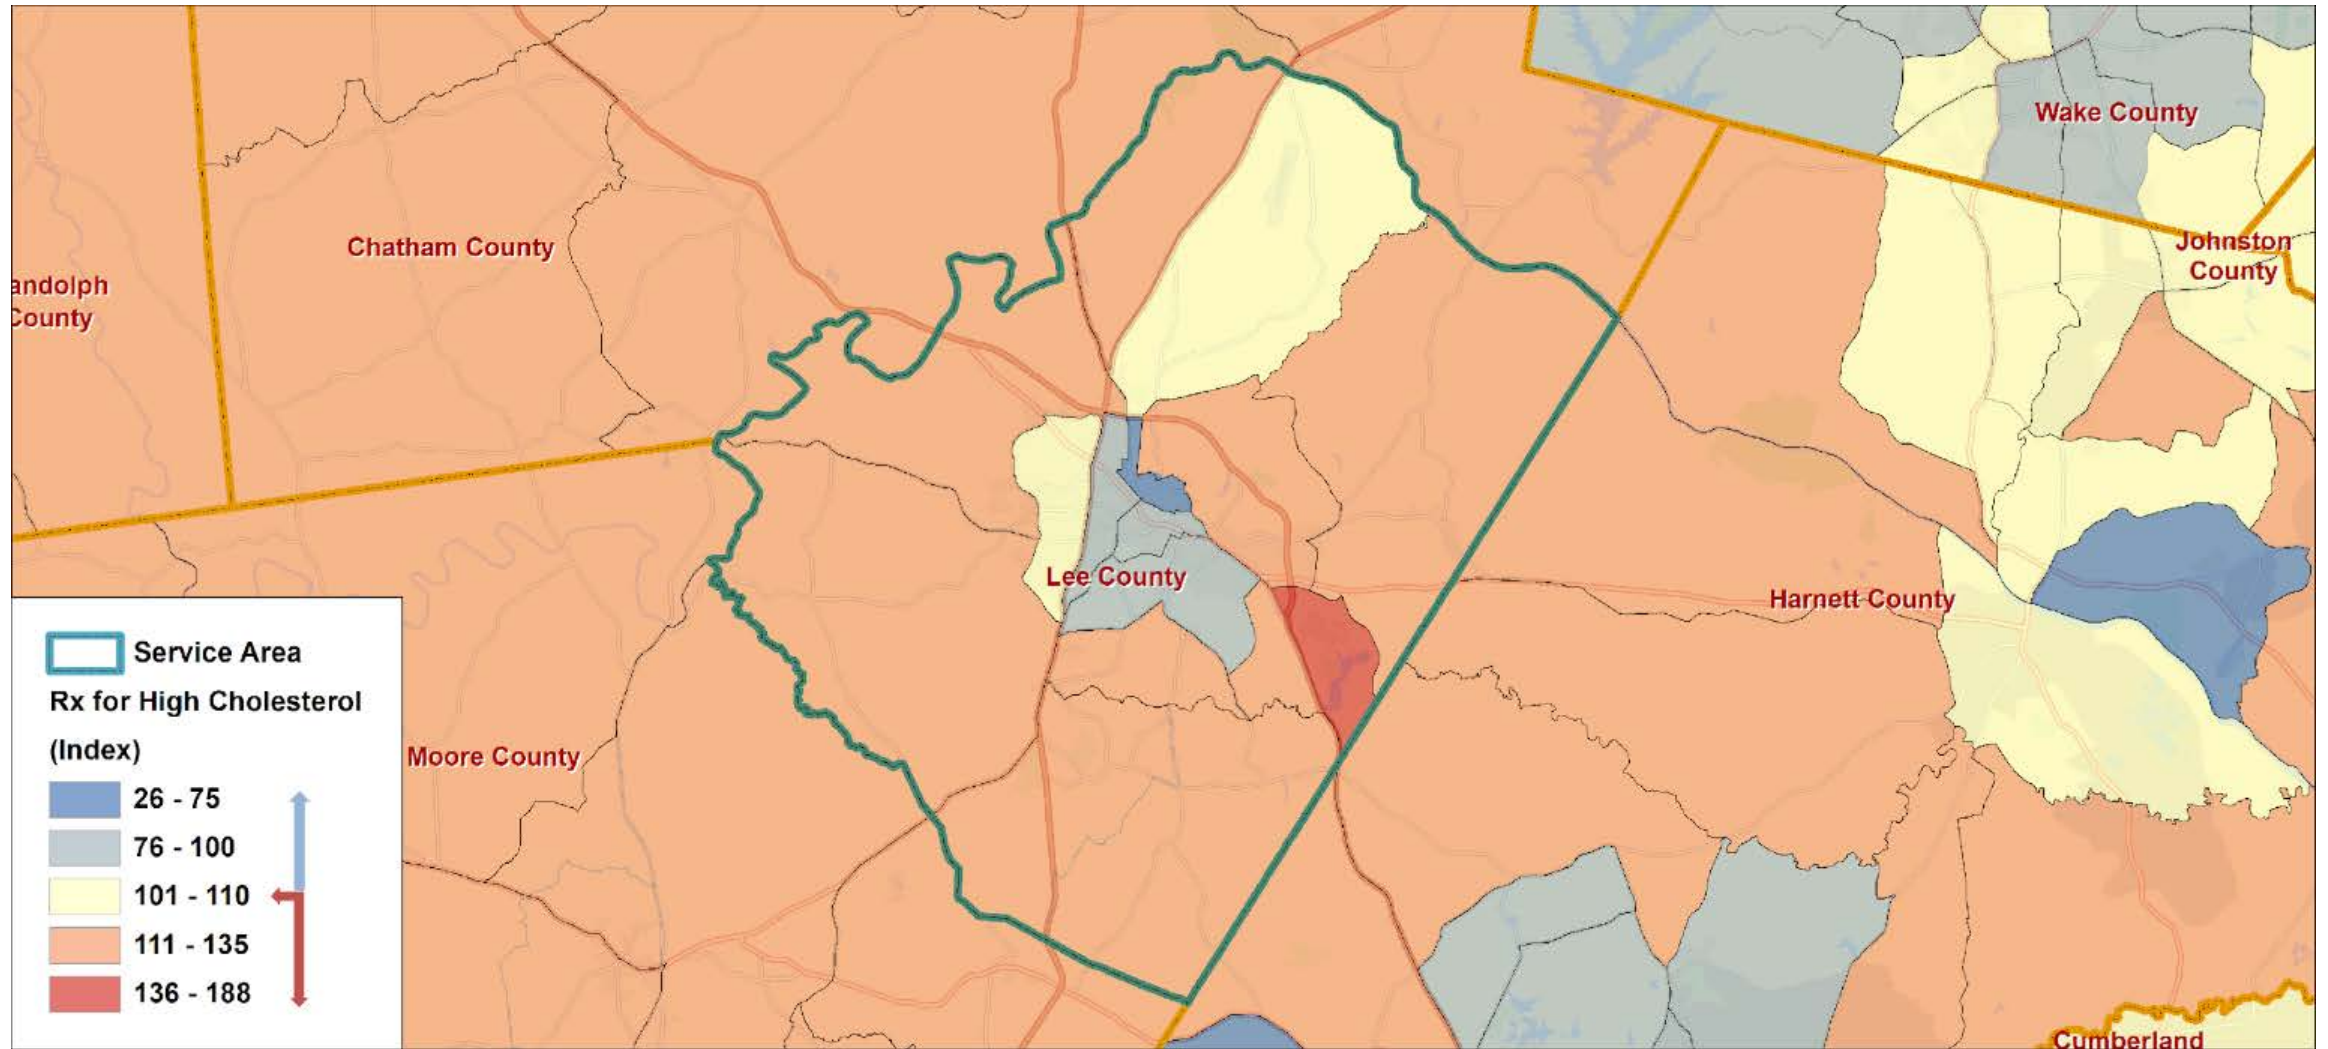 Wake County
Chatham County
Johnston
County
andolph
County
Lee County
Harnett County
Moore County
Service Area
Rx for High Cholesterol
(Index)
26 - 75
76 - 100
101 - 110
111 - 135
136 - 188
Cumberland